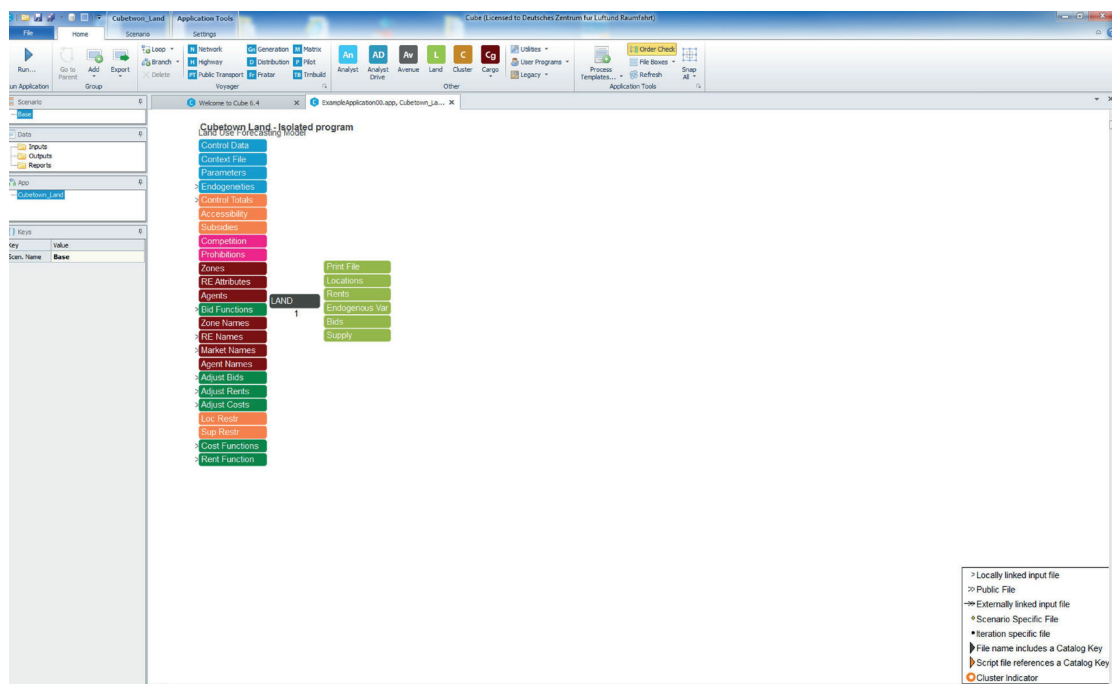 Cubetwon_Land Application Tools Cube (Licensed to Deutsches Zentrum fur Luftund Raumfahrt)
File Home Scenario Settings
Run... Go to Parent Add Export Loop Branch Delete
Network Generation Matrix
Highway Distribution Pilot
Public Transport Fratar Trnbuild
An AD Av L C Cg
Analyst Analyst Drive Avenue Land Cluster Cargo
Utilities
User Programs
Legacy
Process Templates...
Order Check
File Boxes
Refresh
Snap All
un Application Group Voyager Other Application Tools
Scenario
Base
Data
Inputs
Outputs
Reports
App
Cubetown_Land
Keys
Key Value
Scen. Name Base
Welcome to Cube 6.4 X ExampleApplication00.app, Cubetown_La... X
Cubetown Land - Isolated program
Land Use Forecasting Model
Control Data
Context File
Parameters
>Endogeneities
>Control Totals
Accessibility
Subsidies
Competition
Prohibitions
Zones
RE Attributes
Agents
>Bid Functions
Zone Names
>RE Names
>Market Names
Agent Names
>Adjust Bids
>Adjust Rents
>Adjust Costs
Loc Restr
Sup Restr
>Cost Functions
>Rent Function
LAND
1
Print File
Locations
Rents
Endogenous Var
Bids
Supply
>Locally linked input file
Public File
Externally linked input file
Scenario Specific File
Iteration specific file
File name includes a Catalog Key
Script file references a Catalog Key
Cluster Indicator